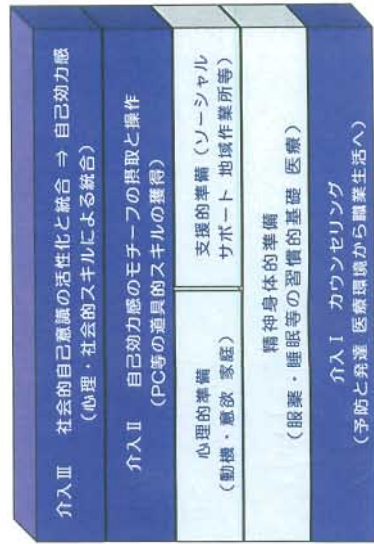 介入Ⅲ　社会的自己意識の活性化と統合 ⇒ 自己効力感
(心理・社会的スキルによる統合)
介入Ⅱ　自己効力感のモチーフの摂取と操作
(PC等の道具的スキルの獲得)
心理的準備
(動機・意欲 家庭)
支援的準備(ソーシャル
サポート 地域作業所等)
精神身体的準備
(服薬・睡眠等の習慣的基礎 医療)
介入Ⅰ　カウンセリング
(予防と発達 医療環境から職業生活へ)